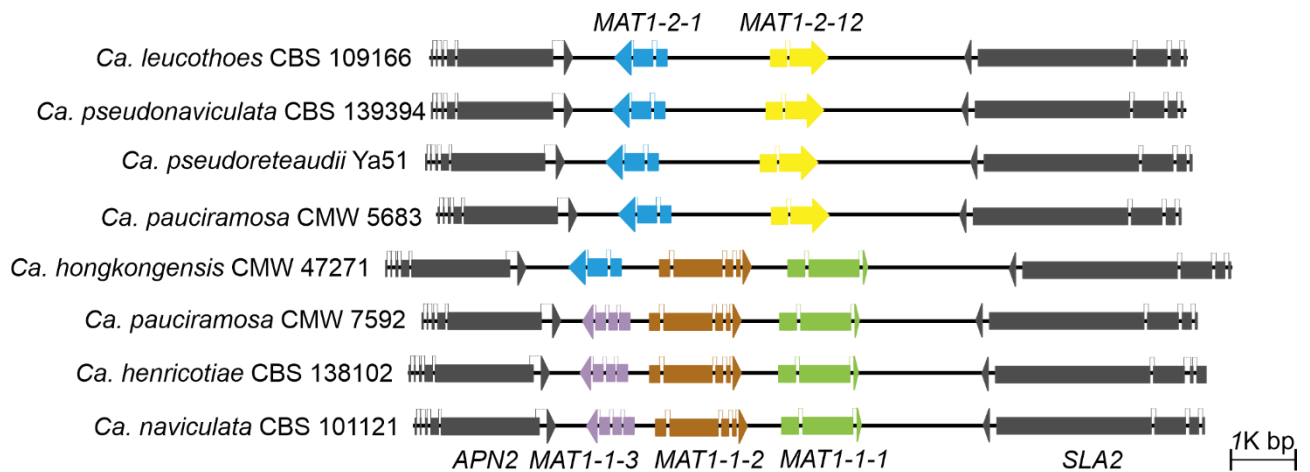 MAT1-2-1 MAT1-2-12
Ca. leucothoes CBS 109166
Ca. pseudonaviculata CBS 139394
Ca. pseudoreteaudii Ya51
Ca. pauciramosa CMW 5683
Ca. hongkongensis CMW 47271
Ca. pauciramosa CMW 7592
Ca. henricotiae CBS 138102
Ca. naviculata CBS 101121
APN2 MAT1-1-3 MAT1-1-2 MAT1-1-1 SLA2
1K bp